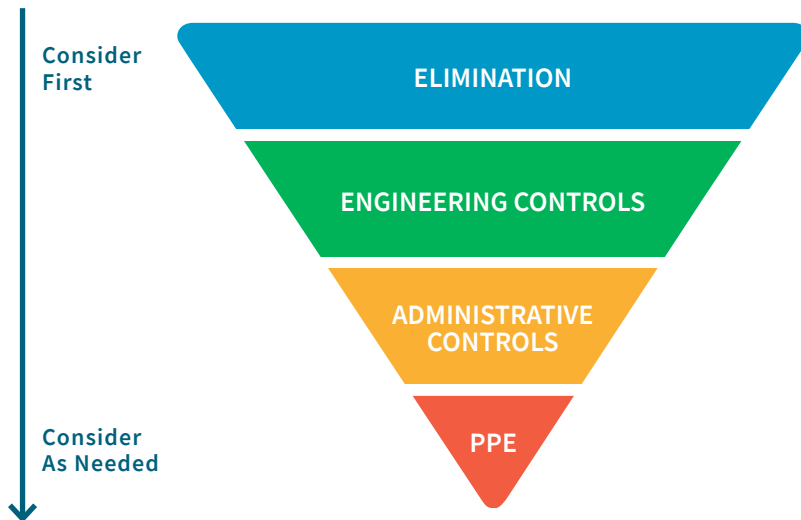 Consider
First
ELIMINATION
ENGINEERING CONTROLS
ADMINISTRATIVE
CONTROLS
Consider
As Needed
PPE